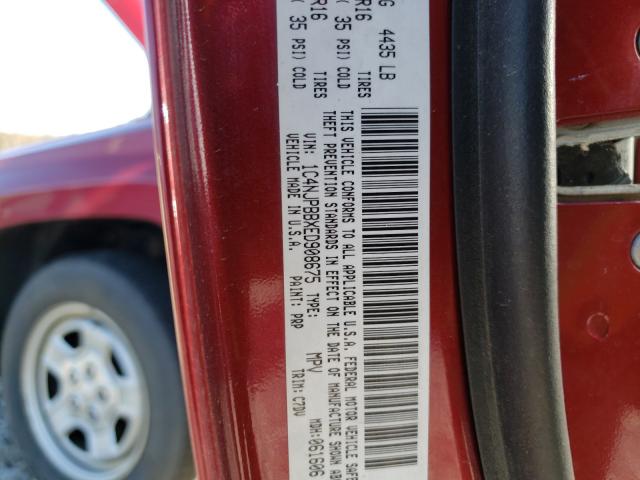 G 4435 LB
R16 TIRES
( 35 PSI) COLD
R16 TIRES
( 35 PSI) COLD
THIS VEHICLE CONFORMS TO ALL APPLICABLE U.S.A. FEDERAL MOTOR VEHICLE SAFE
THEFT PREVENTION STANDARDS IN EFFECT ON THE DATE OF MANUFACTURE SHOWN AB
VIN: 1C4NJPBBXED908675 TYPE: MPV MDH:061606
VEHICLE MADE IN U.S.A. PAINT: PRP TRIM: C7DV